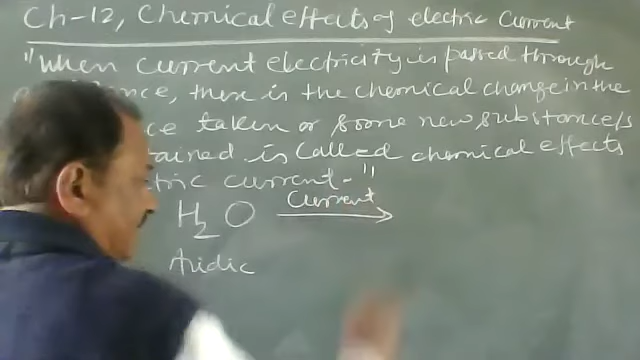 Ch-12, Chemical effects of electric Current
"When current electricity is passed through
there is the chemical change in the
taken or some new substance/s
is called chemical effects
current."
H2O Current →
Acidic